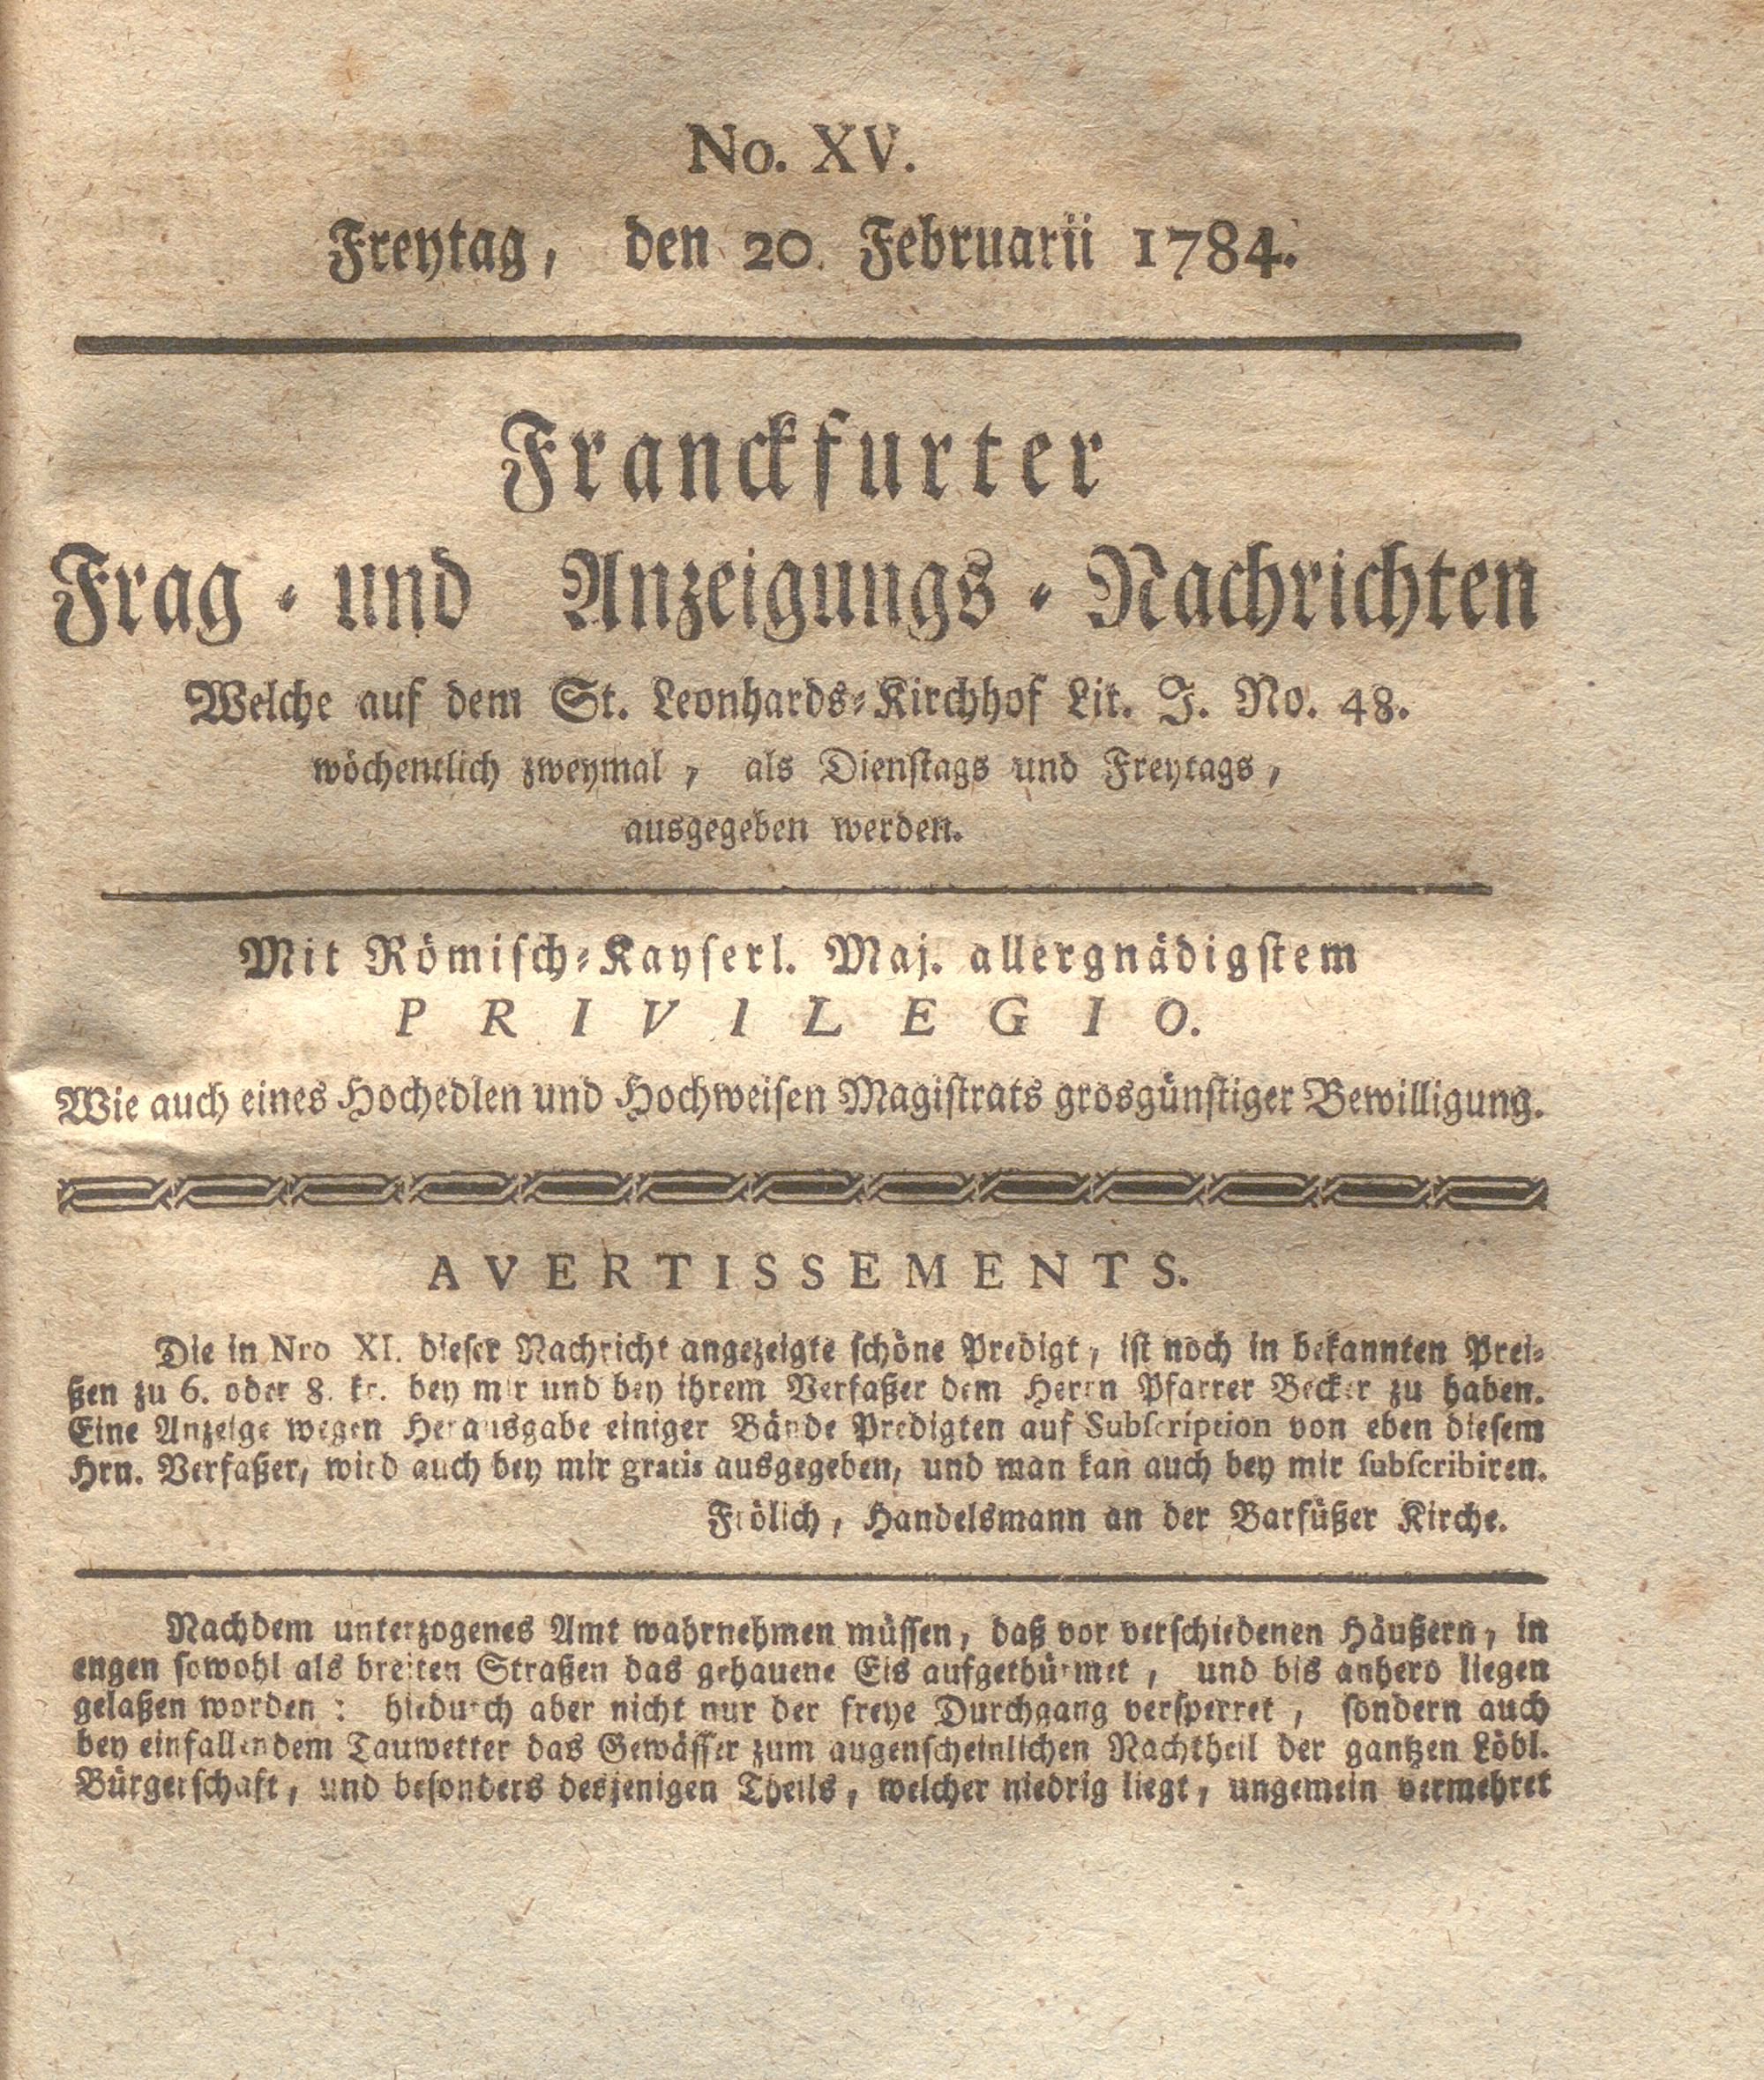 No. XV.
Freytag, den 20. Februarii 1784.
Franckfurter
Frag- und Anzeigungs-Nachrichten
Welche auf dem St. Leonhards-Kirchhof Lit. J. No. 48.
wöchentlich zweymal, als Dienstags und Freytags,
ausgegeben werden.
Mit Römisch-Kayserl. Maj. allergnädigstem
PRIVILEGIO.
Wie auch eines Hochedlen und Hochweisen Magistrats grosgünstiger Bewilligung.
AVERTISSEMENTS.
Die in Nro XI. dieser Nachricht angezeigte schöne Predigt, ist noch in bekannten Prei-
ßen zu 6. oder 8. kr. bey mir und bey ihrem Verfaßer dem Herrn Pfarrer Becker zu haben.
Eine Anzeige wegen Herausgabe einiger Bände Predigten auf Subscription von eben diesem
Hrn. Verfaßer, wird auch bey mir gratis ausgegeben, und man kan auch bey mir subscribiren.
Frölich, Handelsmann an der Barfüßer Kirche.
Nachdem unterzogenes Amt wahrnehmen müssen, daß vor verschiedenen Häußern, in
engen sowohl als breiten Straßen das gehauene Eis aufgethürmet, und bis anhero liegen
gelaßen worden: hiedurch aber nicht nur der freye Durchgang versperret, sondern auch
bey einfallendem Tauwetter das Gewässer zum augenscheinlichen Nachtheil der gantzen Löbl.
Bürgerschaft, und besonders desjenigen Theils, welcher niedrig liegt, ungemein vermehret